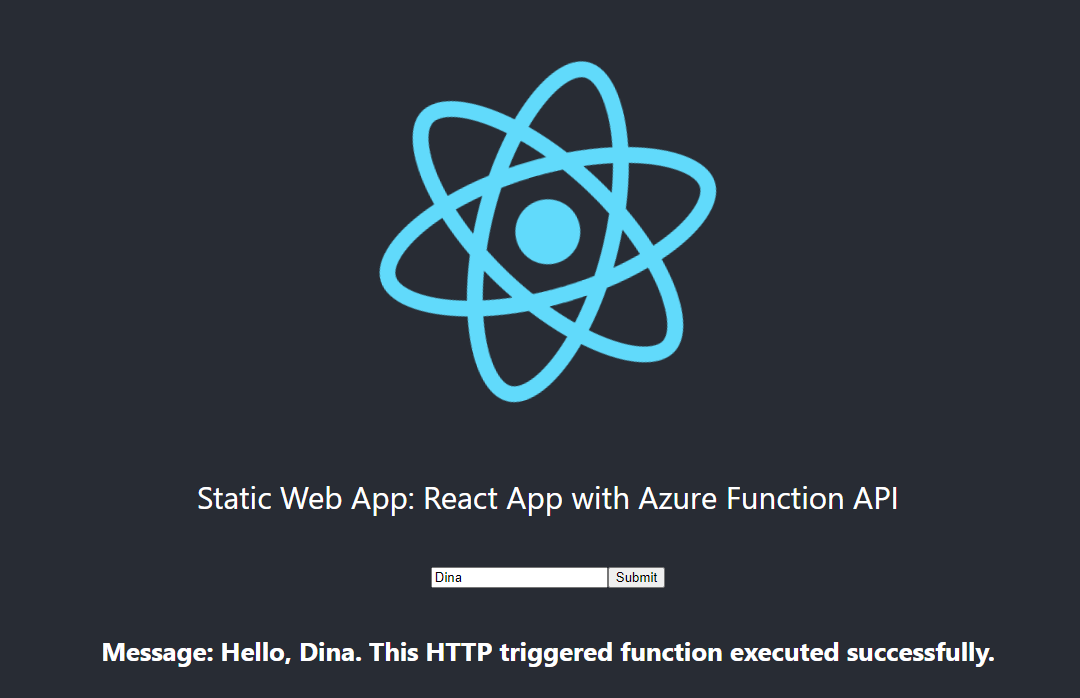 Static Web App: React App with Azure Function API
Dina Submit
Message: Hello, Dina. This HTTP triggered function executed successfully.